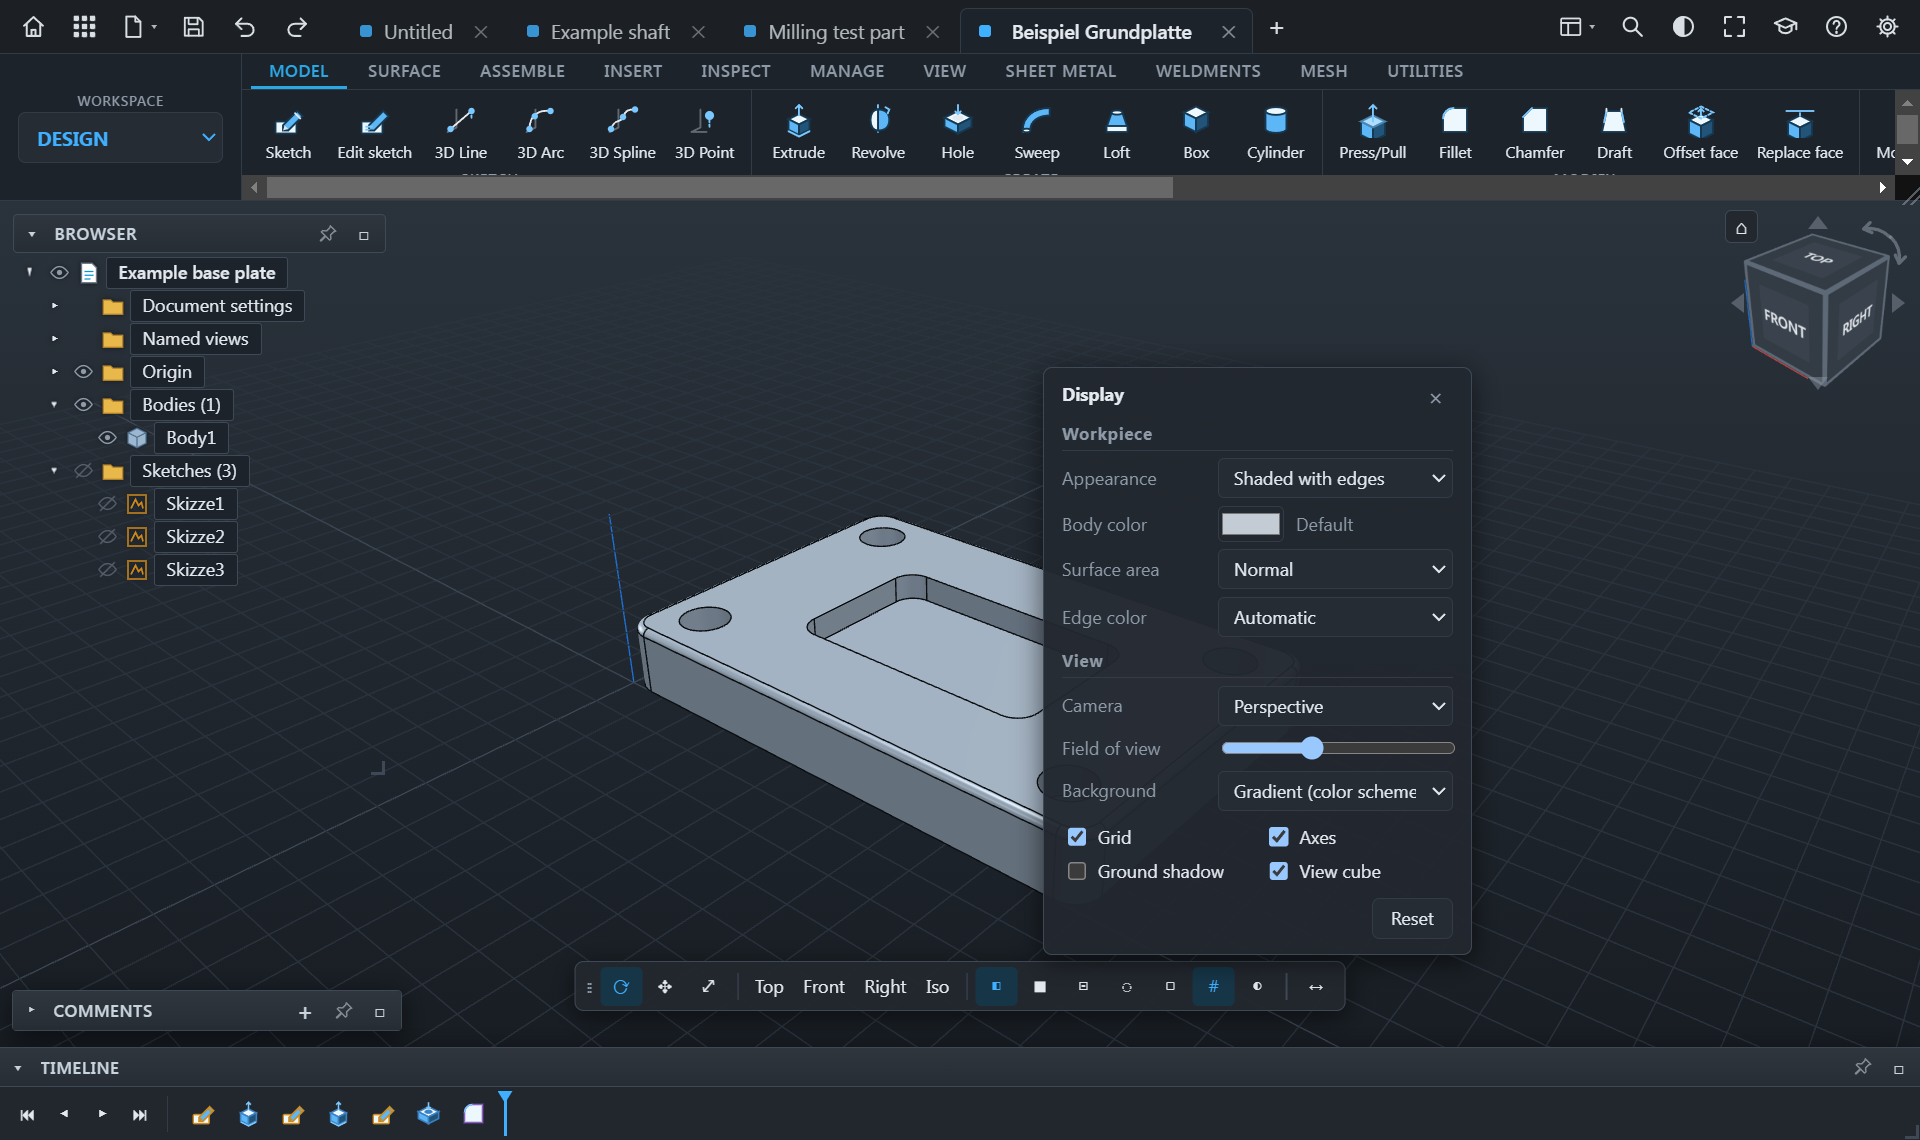 Untitled
Example shaft
Milling test part
Beispiel Grundplatte
MODEL SURFACE ASSEMBLE INSERT INSPECT MANAGE VIEW SHEET METAL WELDMENTS MESH UTILITIES
WORKSPACE
DESIGN
Sketch Edit sketch 3D Line 3D Arc 3D Spline 3D Point Extrude Revolve Hole Sweep Loft Box Cylinder Press/Pull Fillet Chamfer Draft Offset face Replace face
BROWSER
Example base plate
Document settings
Named views
Origin
Bodies (1)
Body1
Sketches (3)
Skizze1
Skizze2
Skizze3
TOP
FRONT
RIGHT
Display
Workpiece
Appearance Shaded with edges
Body color Default
Surface area Normal
Edge color Automatic
View
Camera Perspective
Field of view
Background Gradient (color scheme
Grid Axes
Ground shadow View cube
Reset
Top Front Right Iso #
COMMENTS
TIMELINE